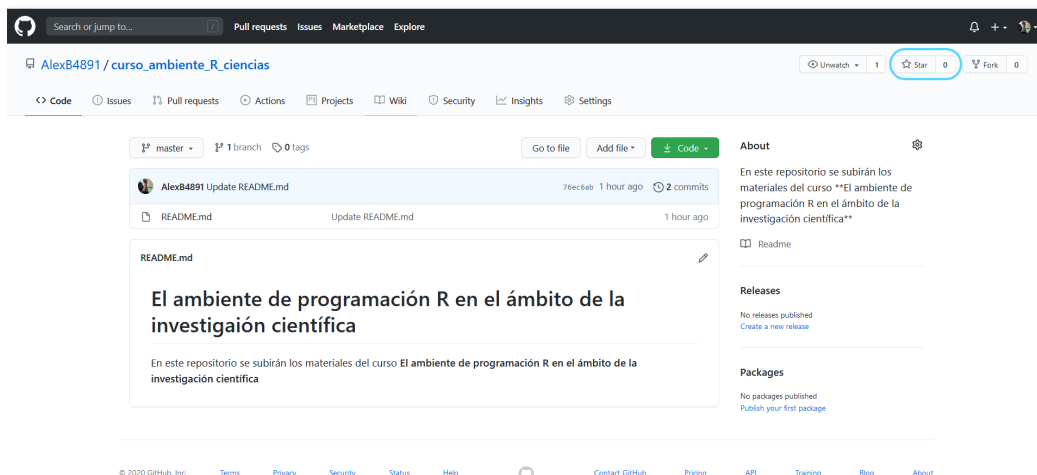 Search or jump to... / Pull requests Issues Marketplace Explore
AlexB4891 / curso_ambiente_R_ciencias Unwatch 1 Star 0 Fork 0
Code Issues Pull requests Actions Projects Wiki Security Insights Settings
master 1 branch 0 tags Go to file Add file Code
AlexB4891 Update README.md 76ec6ab 1 hour ago 2 commits
README.md Update README.md 1 hour ago
README.md
El ambiente de programación R en el ámbito de la
investigaión científica
En este repositorio se subirán los materiales del curso El ambiente de programación R en el ámbito de la
investigación científica
About
En este repositorio se subirán los
materiales del curso **El ambiente de
programación R en el ámbito de la
investigación científica**
Readme
Releases
No releases published
Create a new release
Packages
No packages published
Publish your first package
© 2020 GitHub, Inc. Terms Privacy Security Status Help Contact GitHub Pricing API Training Blog About